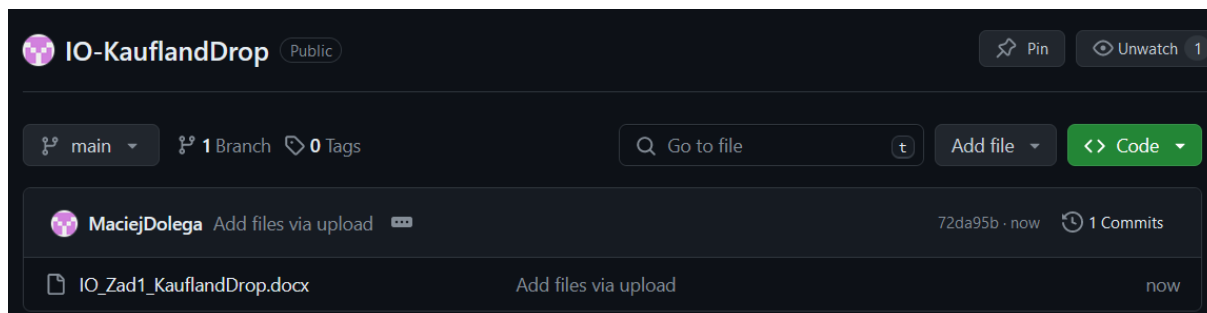 IO-KauflandDrop Public Pin Unwatch 1
main 1 Branch 0 Tags Go to file t Add file <> Code
MaciejDolega Add files via upload 72da95b · now 1 Commits
IO_Zad1_KauflandDrop.docx Add files via upload now